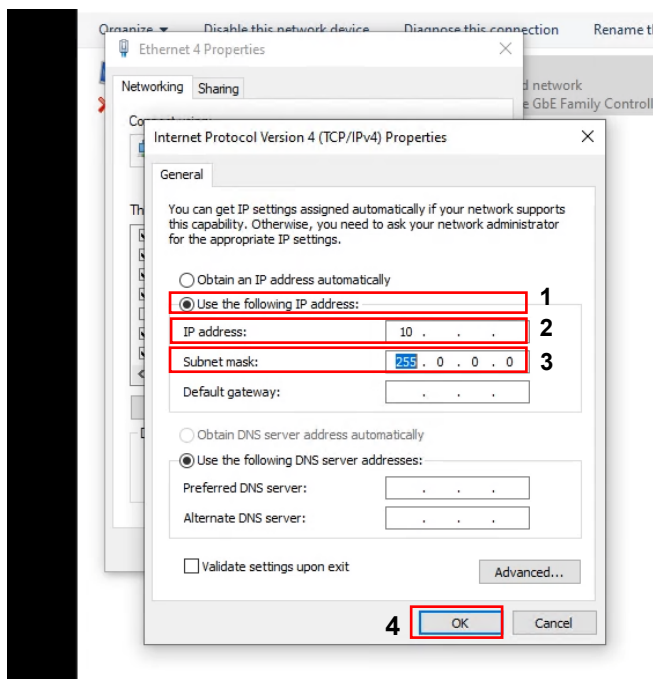 Organize Disable this network device Diagnose this connection Rename
Ethernet 4 Properties
Networking Sharing
d network
GbE Family Controll
Internet Protocol Version 4 (TCP/IPv4) Properties
General
You can get IP settings assigned automatically if your network supports
this capability. Otherwise, you need to ask your network administrator
for the appropriate IP settings.
Obtain an IP address automatically
Use the following IP address: 1
IP address: 10 . . . 2
Subnet mask: 255 . 0 . 0 . 0 3
Default gateway: . . .
Obtain DNS server address automatically
Use the following DNS server addresses:
Preferred DNS server: . . .
Alternate DNS server: . . .
Validate settings upon exit
Advanced...
4 OK Cancel